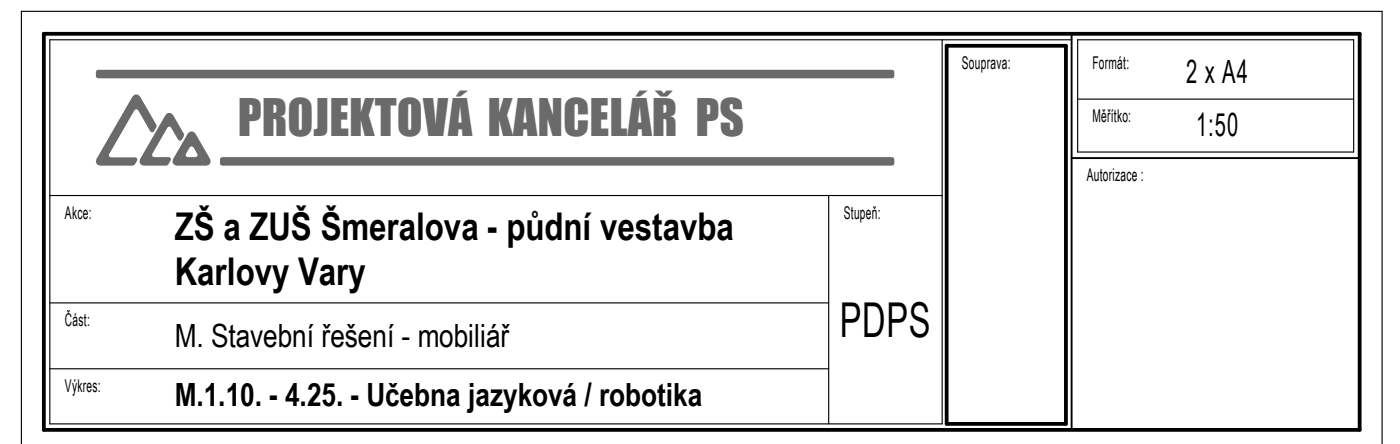 PROJEKTOVÁ KANCELÁŘ PS
Souprava:
Formát: 2 x A4
Měřítko: 1:50
Autorizace :
Akce: ZŠ a ZUŠ Šmeralova - půdní vestavba
Karlovy Vary
Stupeň:
PDPS
Část: M. Stavební řešení - mobiliář
Výkres: M.1.10. - 4.25. - Učebna jazyková / robotika